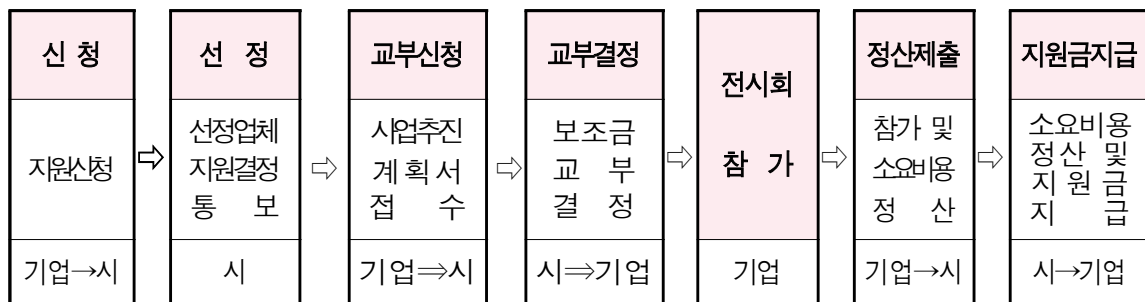 신 청
지원신청
기업→시
⇨
선 정
선정업체
지원결정
통 보
시
⇨
교부신청
사업추진
계획서
접 수
기업⇒시
⇨
교부결정
보조금
교 부
결 정
시⇒기업
⇨
전시회
참 가
기업
⇨
정산제출
참가 및
소요비용
정 산
기업→시
⇨
지원금지급
소요비용
정산 및
지원금
지 급
시→기업